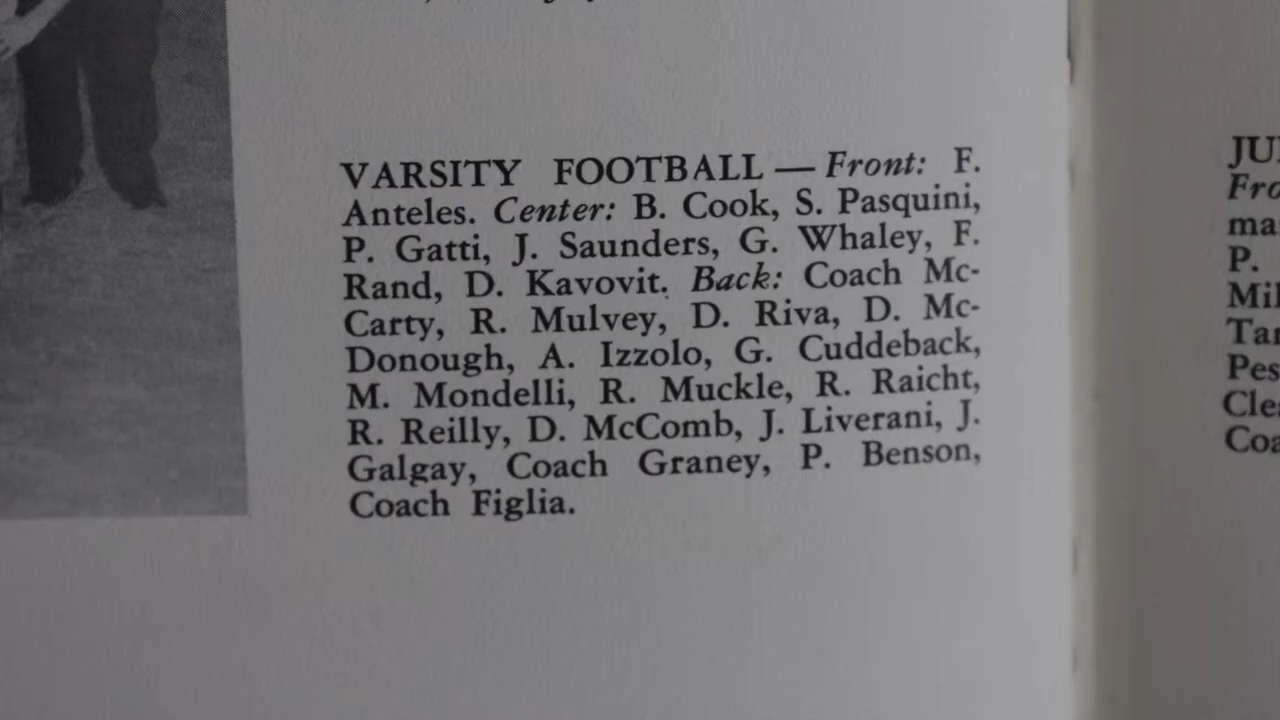 VARSITY FOOTBALL — Front: F.
Anteles. Center: B. Cook, S. Pasquini,
P. Gatti, J. Saunders, G. Whaley, F.
Rand, D. Kavovit. Back: Coach Mc-
Carty, R. Mulvey, D. Riva, D. Mc-
Donough, A. Izzolo, G. Cuddeback,
M. Mondelli, R. Muckle, R. Raicht,
R. Reilly, D. McComb, J. Liverani, J.
Galgay, Coach Graney, P. Benson,
Coach Figlia.
P.